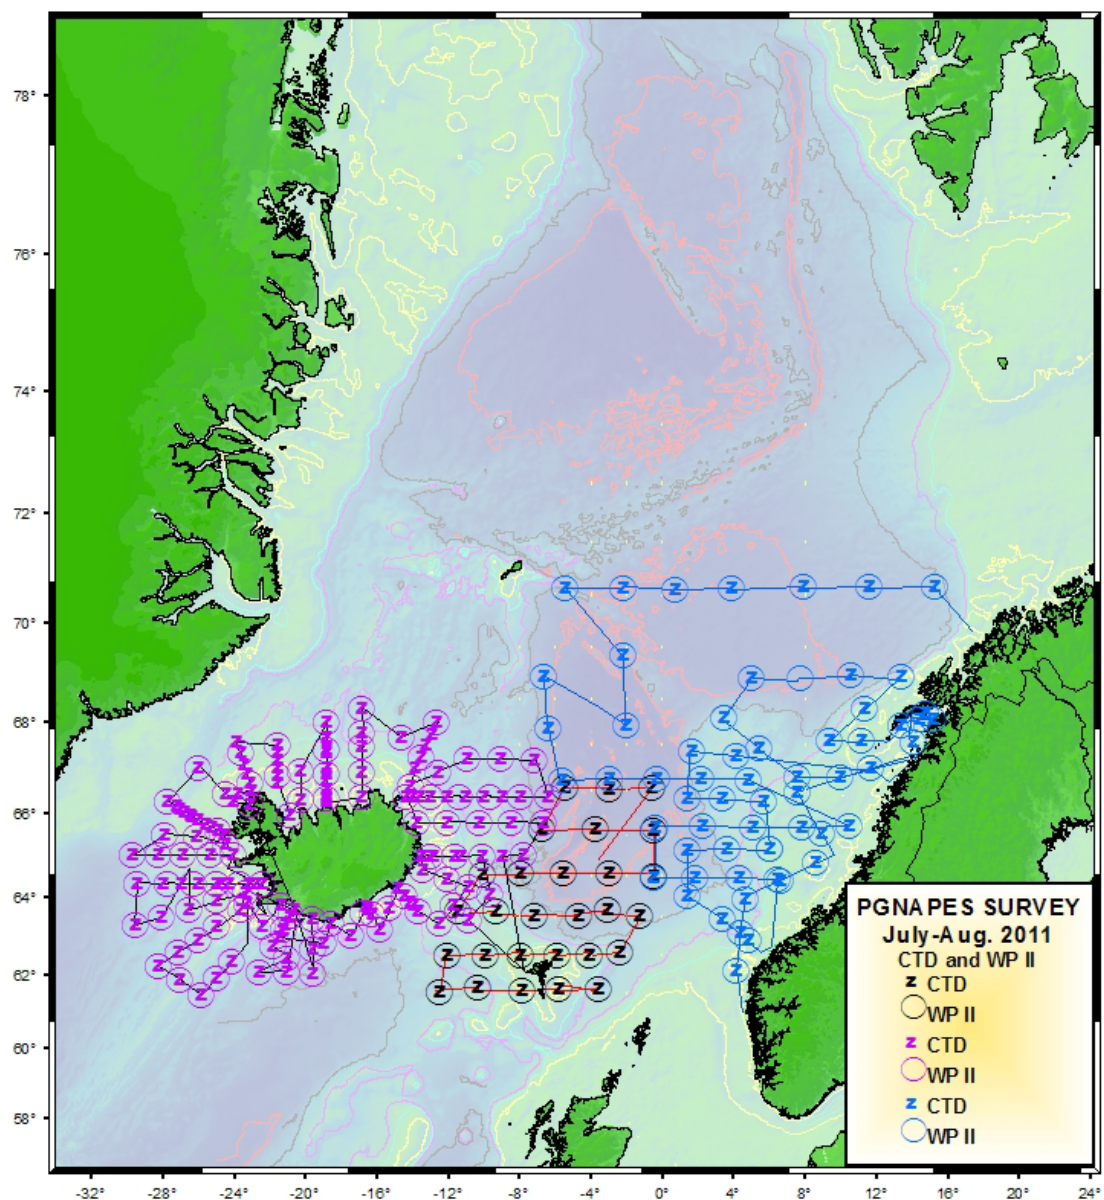 78°
76°
74°
72°
70°
68°
66°
64°
62°
60°
58°
PGNAPES SURVEY
July-Aug. 2011
CTD and WP II
z CTD
WP II
z CTD
WP II
z CTD
WP II
-32° -28° -24° -20° -16° -12° -8° -4° 0° 4° 8° 12° 16° 20° 24°